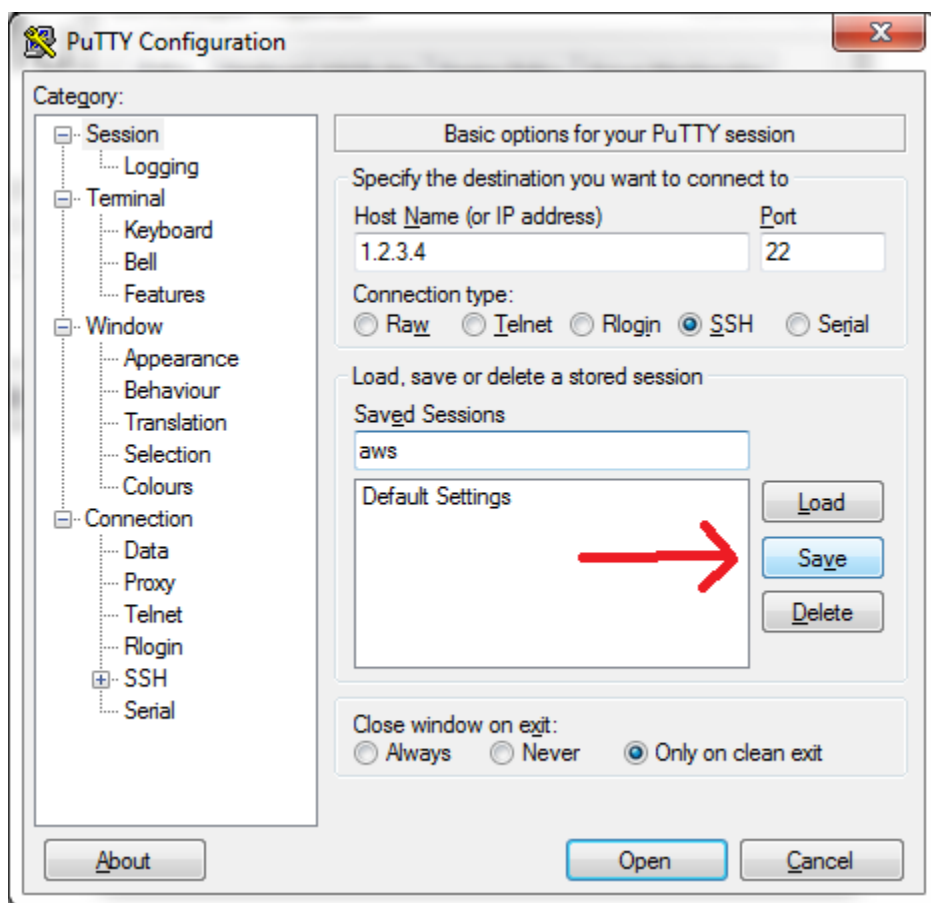 PuTTY Configuration
Category:
Session
Logging
Terminal
Keyboard
Bell
Features
Window
Appearance
Behaviour
Translation
Selection
Colours
Connection
Data
Proxy
Telnet
Rlogin
SSH
Serial
Basic options for your PuTTY session
Specify the destination you want to connect to
Host Name (or IP address) Port
1.2.3.4 22
Connection type:
Raw Telnet Rlogin SSH Serial
Load, save or delete a stored session
Saved Sessions
aws
Default Settings
Load
Save
Delete
Close window on exit:
Always Never Only on clean exit
About Open Cancel